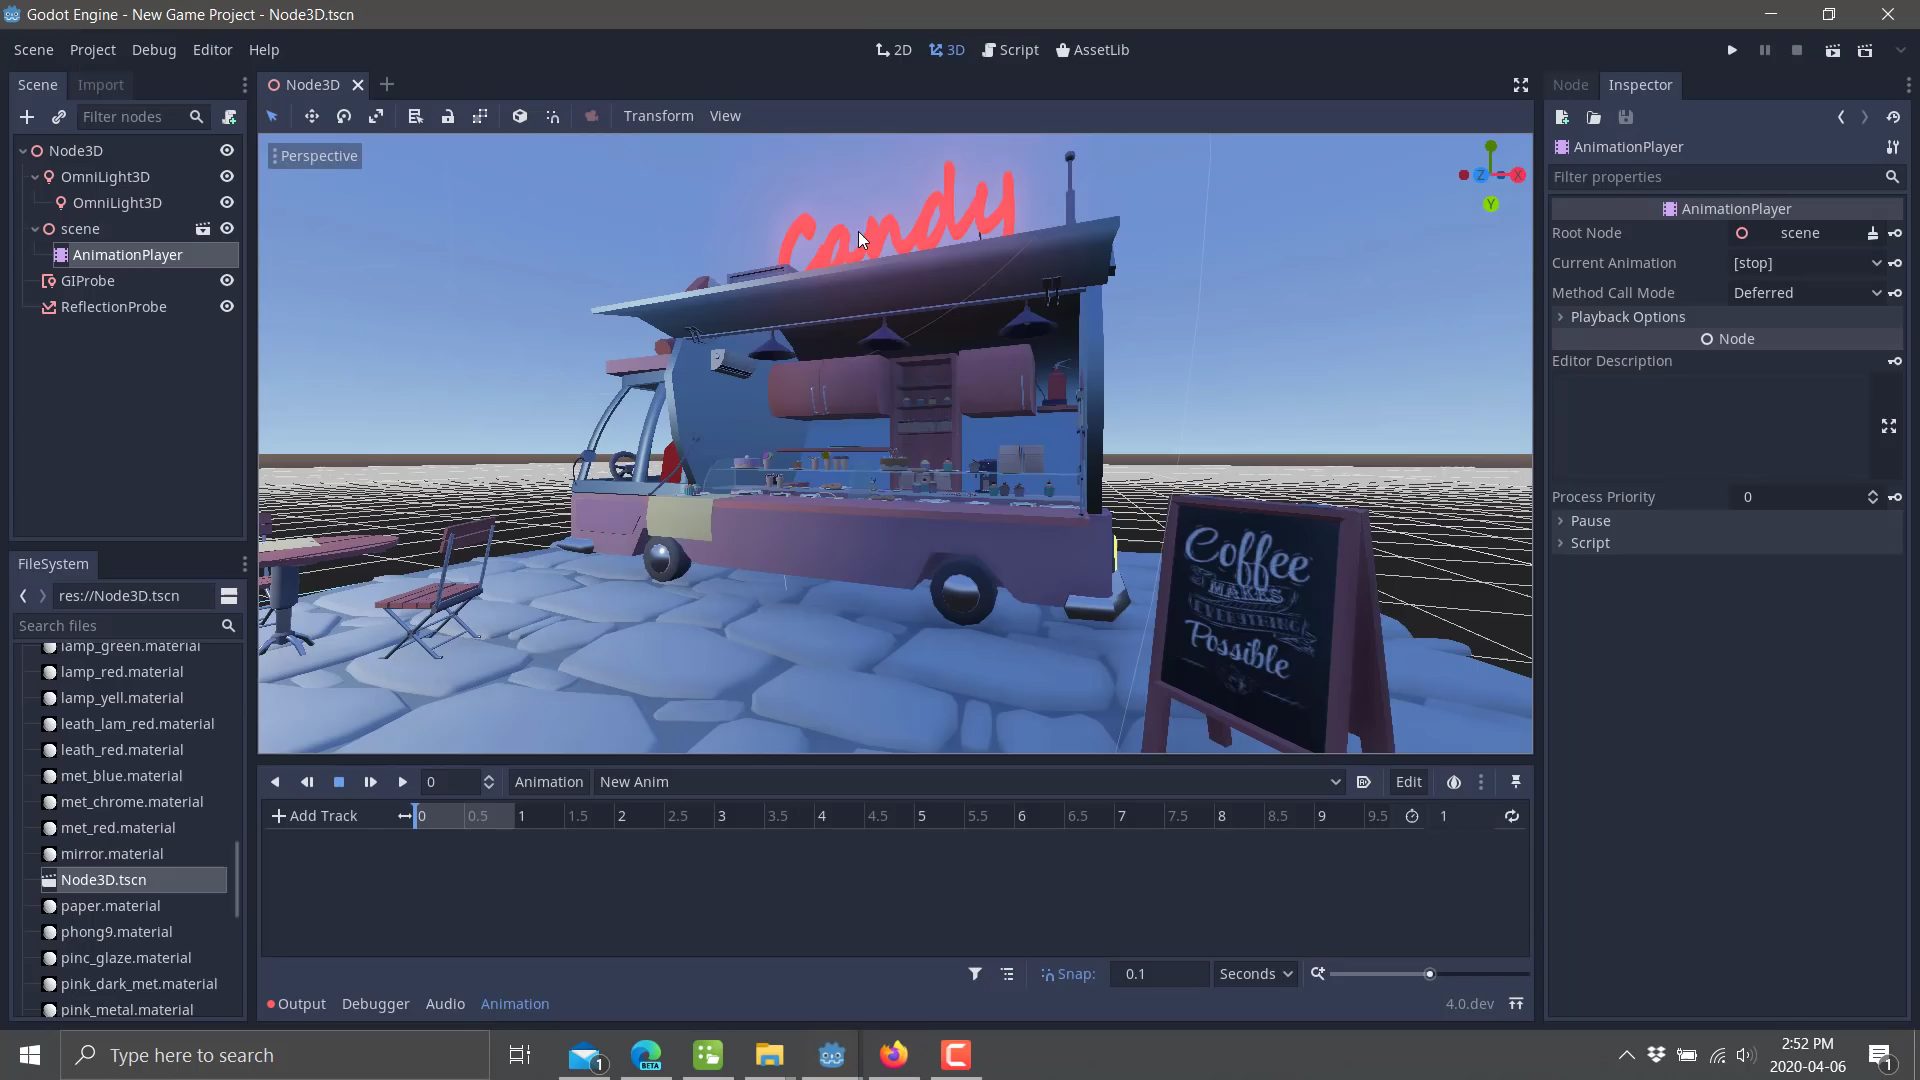 Godot Engine - New Game Project - Node3D.tscn
Scene Project Debug Editor Help
2D 3D Script AssetLib
Scene Import
Node3D
Node Inspector
Filter nodes
Transform View
Perspective
Node3D
OmniLight3D
OmniLight3D
scene
AnimationPlayer
GIProbe
ReflectionProbe
Candy
Coffee
MAKES
EVERYTHING
Possible
Z X
Y
AnimationPlayer
Filter properties
AnimationPlayer
Root Node scene
Current Animation [stop]
Method Call Mode Deferred
Playback Options
Node
Editor Description
Process Priority 0
Pause
Script
FileSystem
res://Node3D.tscn
Search files
lamp_green.material
lamp_red.material
lamp_yell.material
leath_lam_red.material
leath_red.material
met_blue.material
met_chrome.material
met_red.material
mirror.material
Node3D.tscn
paper.material
phong9.material
pinc_glaze.material
pink_dark_met.material
pink_metal.material
0 Animation New Anim Edit
Add Track 0 0.5 1 1.5 2 2.5 3 3.5 4 4.5 5 5.5 6 6.5 7 7.5 8 8.5 9 9.5 1
Snap: 0.1 Seconds
Output Debugger Audio Animation 4.0.dev
Type here to search
1
BETA
2:52 PM
2020-04-06
1